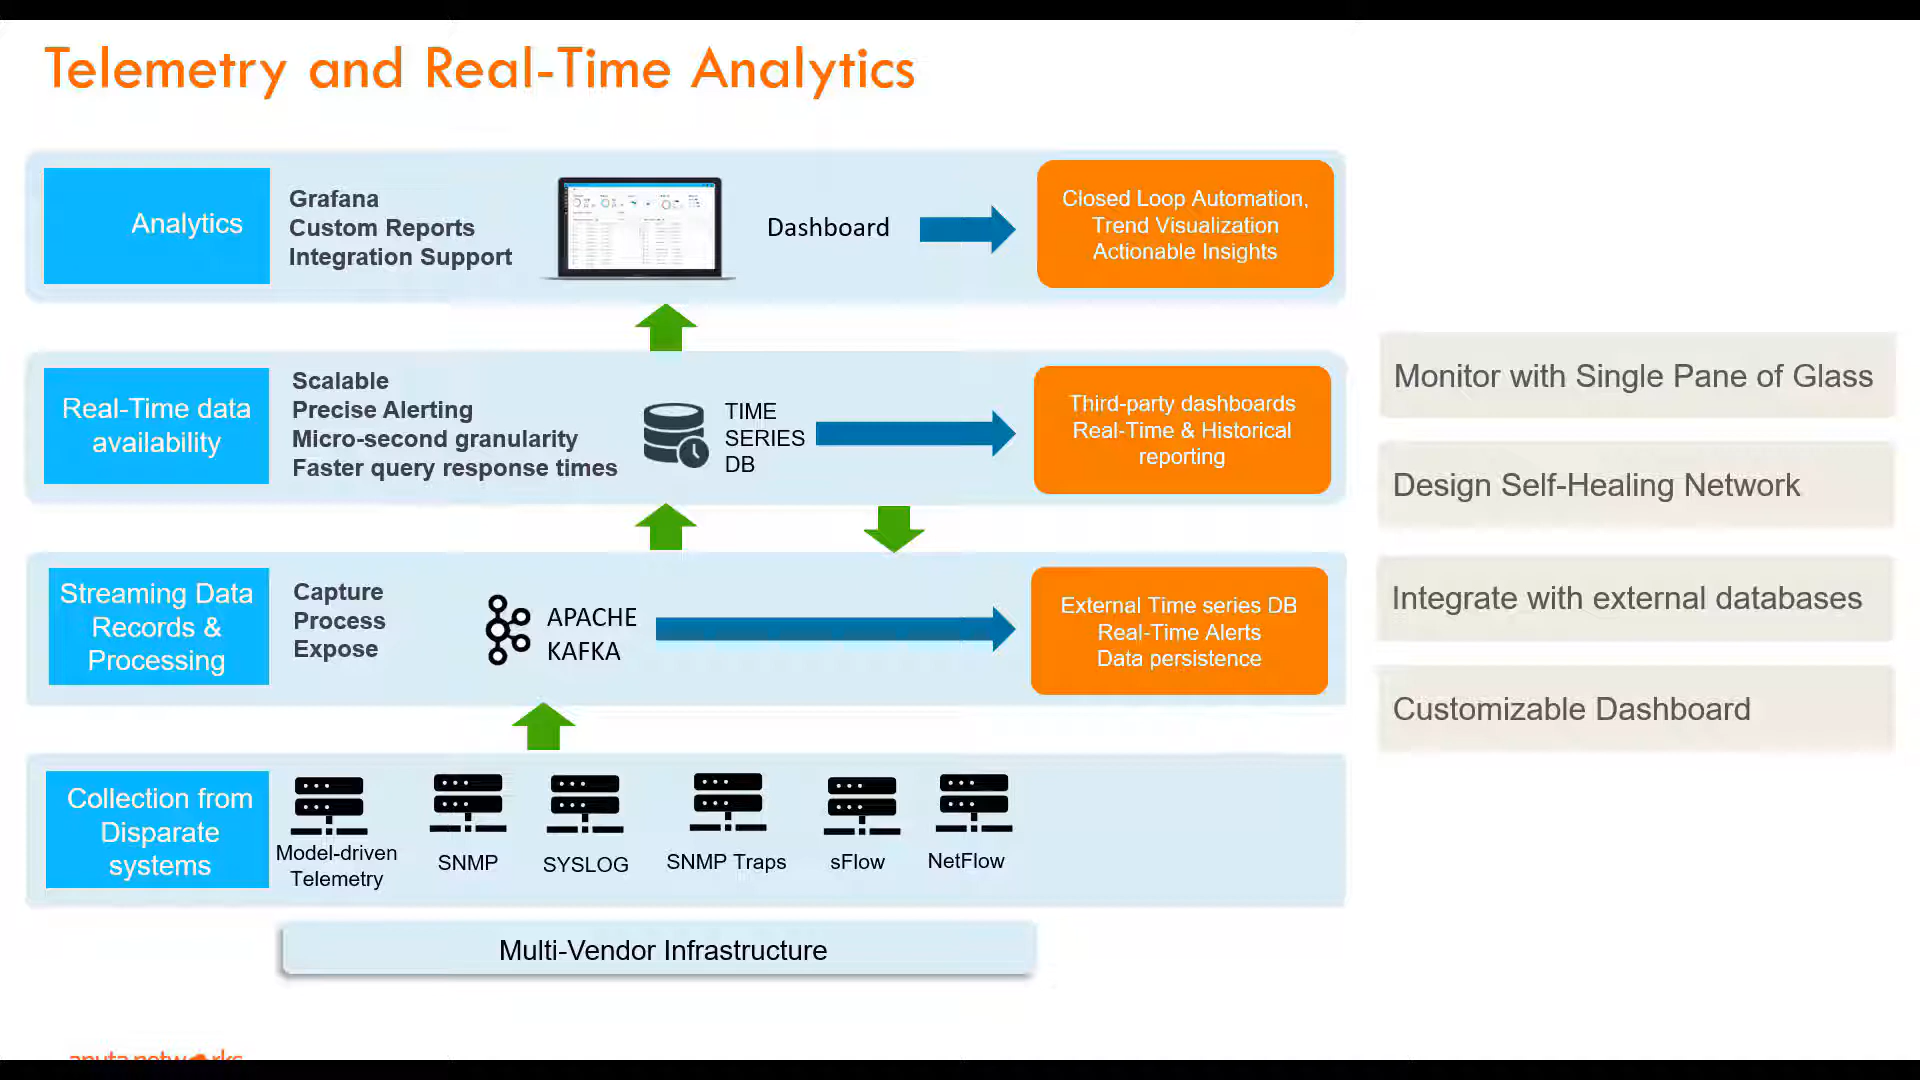 Telemetry and Real-Time Analytics
Analytics
Grafana
Custom Reports
Integration Support
Dashboard
Closed Loop Automation,
Trend Visualization
Actionable Insights
Real-Time data
availability
Scalable
Precise Alerting
Micro-second granularity
Faster query response times
TIME
SERIES
DB
Third-party dashboards
Real-Time & Historical
reporting
Streaming Data
Records &
Processing
Capture
Process
Expose
APACHE
KAFKA
External Time series DB
Real-Time Alerts
Data persistence
Collection from
Disparate
systems
Model-driven
Telemetry
SNMP
SYSLOG
SNMP Traps
sFlow
NetFlow
Multi-Vendor Infrastructure
Monitor with Single Pane of Glass
Design Self-Healing Network
Integrate with external databases
Customizable Dashboard
anuta networks